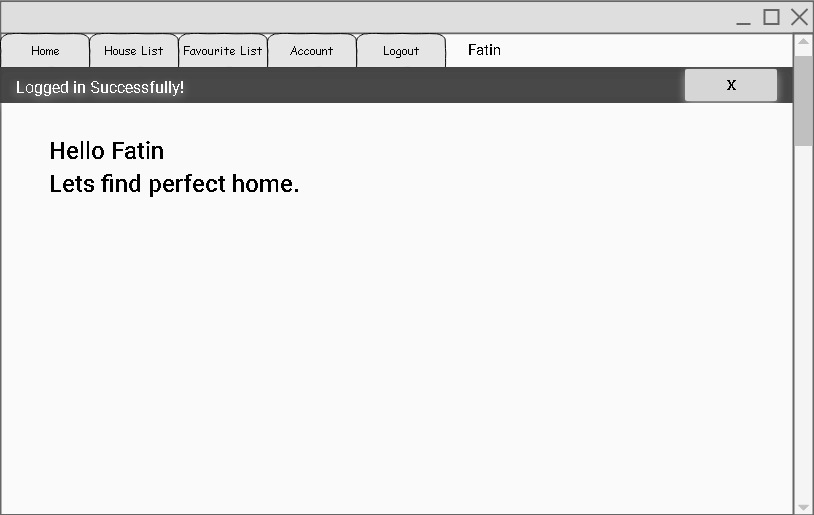 Home House List Favourite List Account Logout Fatin
Logged in Successfully! X
Hello Fatin
Lets find perfect home.